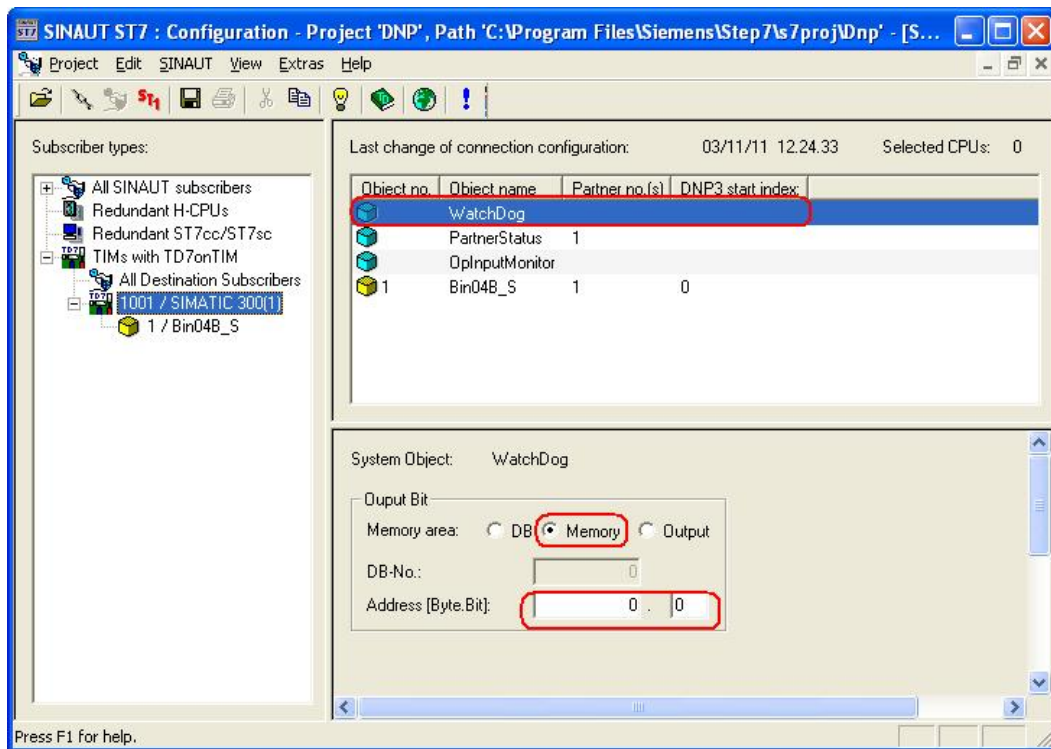 SINAUT ST7 : Configuration - Project 'DNP', Path 'C:\Program Files\Siemens\Step7\s7proj\Dnp' - [S...
Project Edit SINAUT View Extras Help
Subscriber types:
All SINAUT subscribers
Redundant H-CPUs
Redundant ST7cc/ST7sc
TIMs with TD7onTIM
All Destination Subscribers
1001 / SIMATIC 300(1)
1 / Bin04B_S
Last change of connection configuration: 03/11/11 12.24.33 Selected CPUs: 0
Object no. Object name Partner no.(s) DNP3 start index:
WatchDog
PartnerStatus 1
OpInputMonitor
1 Bin04B_S 1 0
System Object: WatchDog
Ouput Bit
Memory area: DB Memory Output
DB-No.: 0
Address [Byte.Bit]: 0 . 0
Press F1 for help.